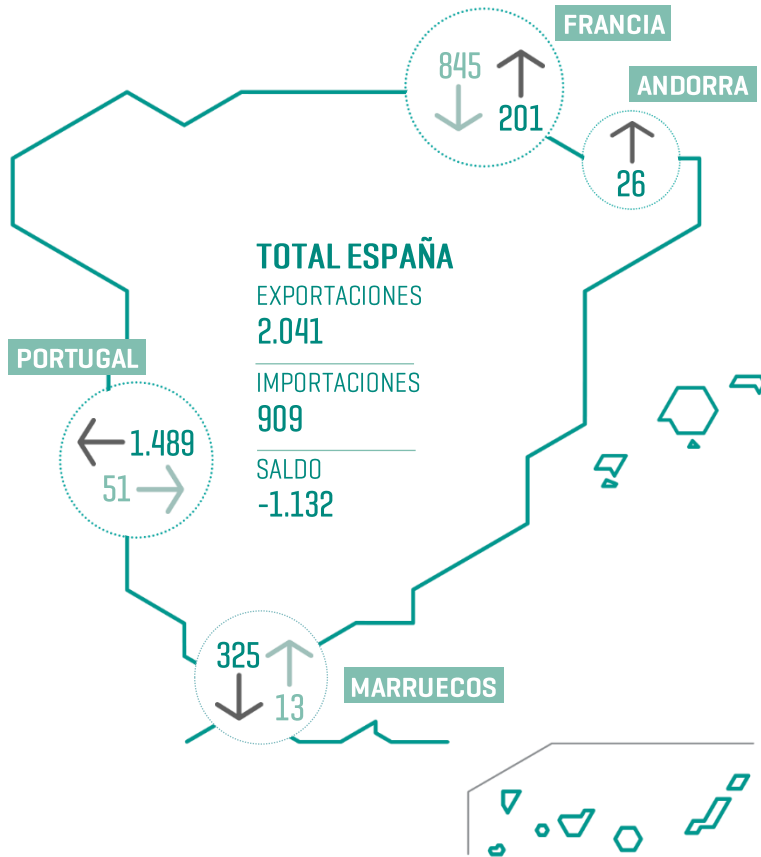 FRANCIA
845
201
ANDORRA
26
TOTAL ESPAÑA
EXPORTACIONES
2.041
IMPORTACIONES
909
SALDO
-1.132
PORTUGAL
1.489
51
325
13
MARRUECOS